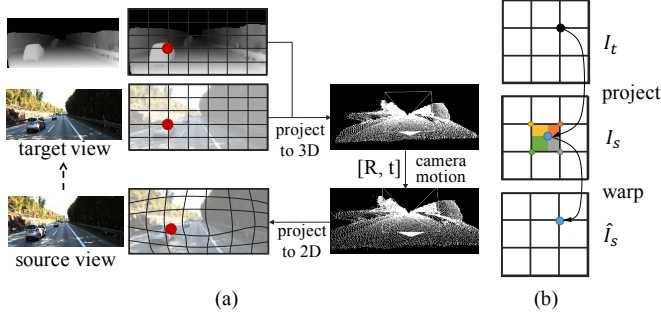 target view
source view
project
to 3D
[R, t]
camera
motion
project
to 2D
(a)
I_t
project
I_s
warp
Î_s
(b)